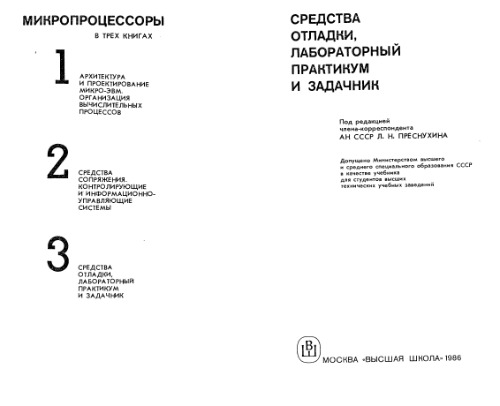 МИКРОПРОЦЕССОРЫ
В ТРЕХ КНИГАХ
1
АРХИТЕКТУРА
И ПРОЕКТИРОВАНИЕ
МИКРО-ЭВМ.
ОРГАНИЗАЦИЯ
ВЫЧИСЛИТЕЛЬНЫХ
ПРОЦЕССОВ
2
СРЕДСТВА
СОПРЯЖЕНИЯ.
КОНТРОЛИРУЮЩИЕ
И ИНФОРМАЦИОННО-
УПРАВЛЯЮЩИЕ
СИСТЕМЫ
3
СРЕДСТВА
ОТЛАДКИ,
ЛАБОРАТОРНЫЙ
ПРАКТИКУМ
И ЗАДАЧНИК
СРЕДСТВА
ОТЛАДКИ,
ЛАБОРАТОРНЫЙ
ПРАКТИКУМ
И ЗАДАЧНИК
Под редакцией
члена-корреспондента
АН СССР Л. Н. ПРЕСНУХИНА
Допущено Министерством высшего
и среднего специального образования СССР
в качестве учебника
для студентов высших
технических учебных заведений
ВШ
МОСКВА «ВЫСШАЯ ШКОЛА» 1986